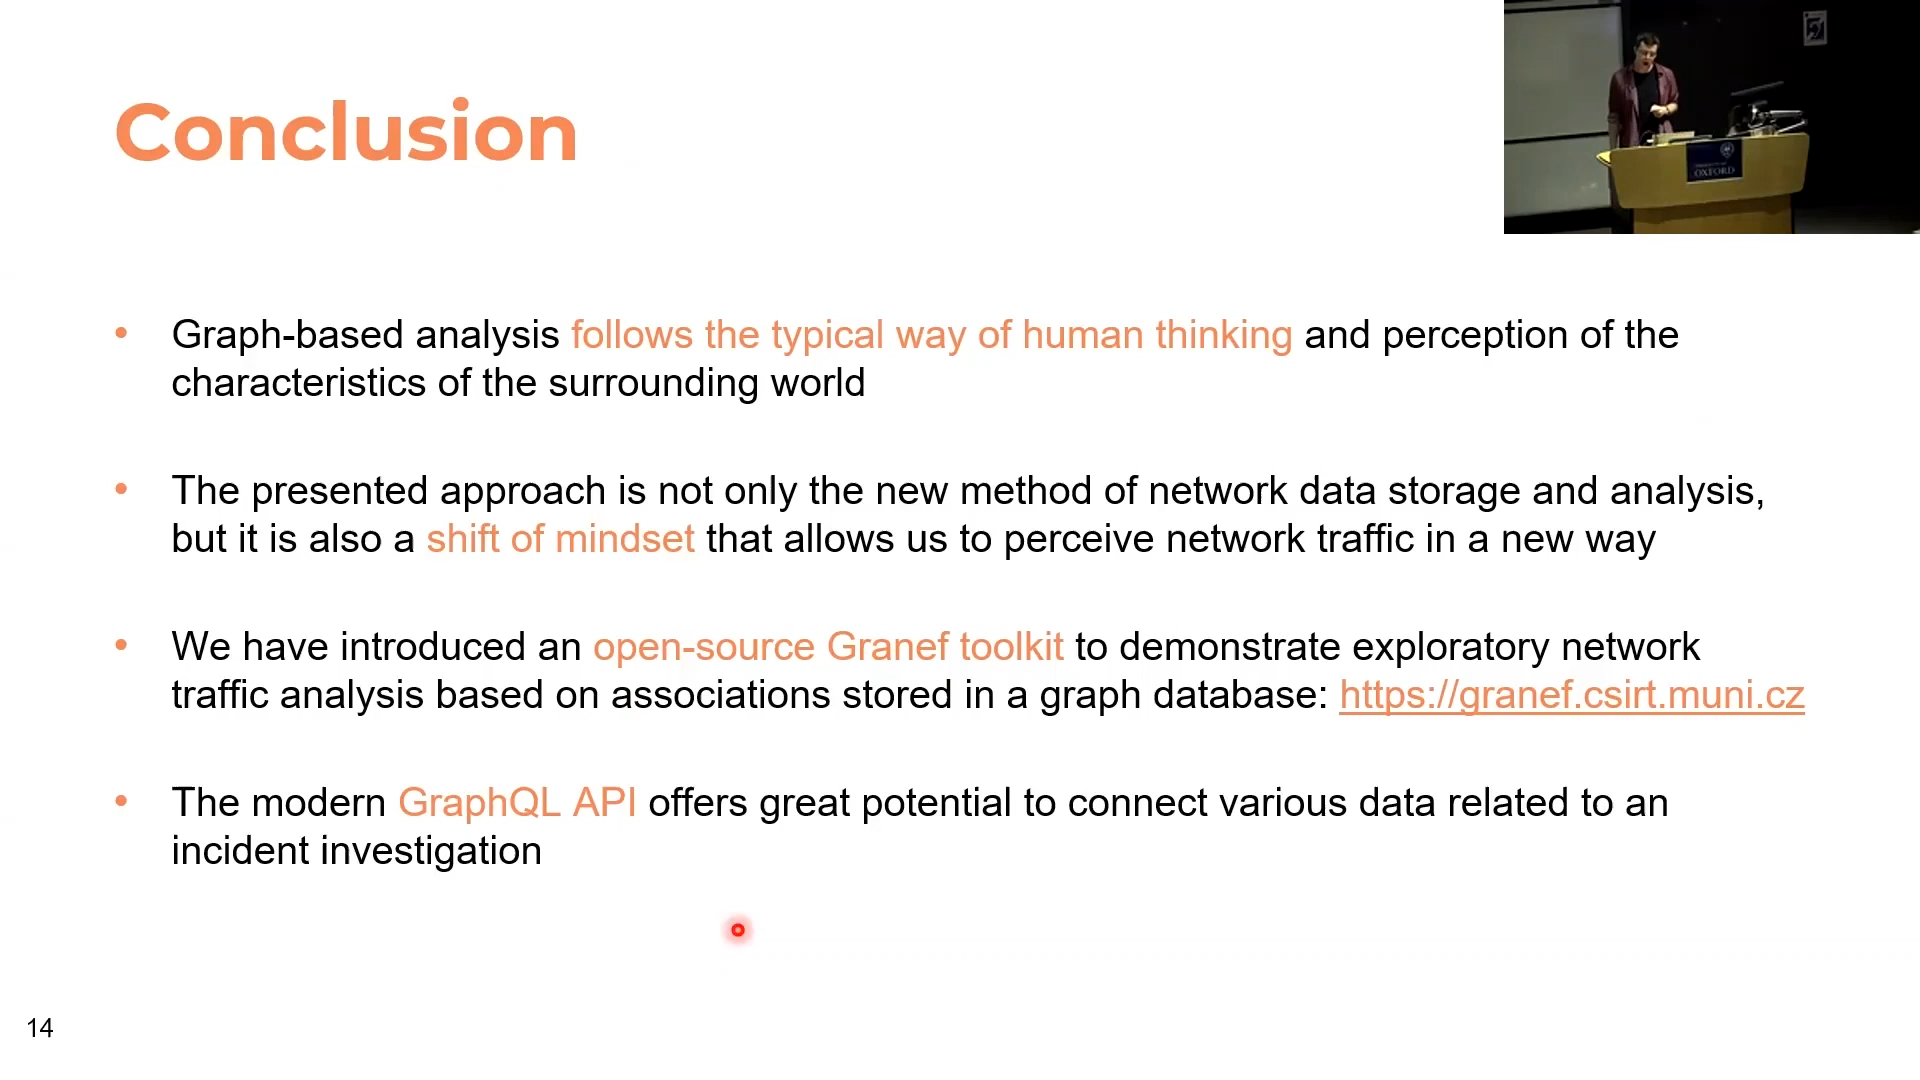 Conclusion
OXFORD
• Graph-based analysis follows the typical way of human thinking and perception of the
characteristics of the surrounding world
• The presented approach is not only the new method of network data storage and analysis,
but it is also a shift of mindset that allows us to perceive network traffic in a new way
• We have introduced an open-source Granef toolkit to demonstrate exploratory network
traffic analysis based on associations stored in a graph database: https://granef.csirt.muni.cz
• The modern GraphQL API offers great potential to connect various data related to an
incident investigation
14